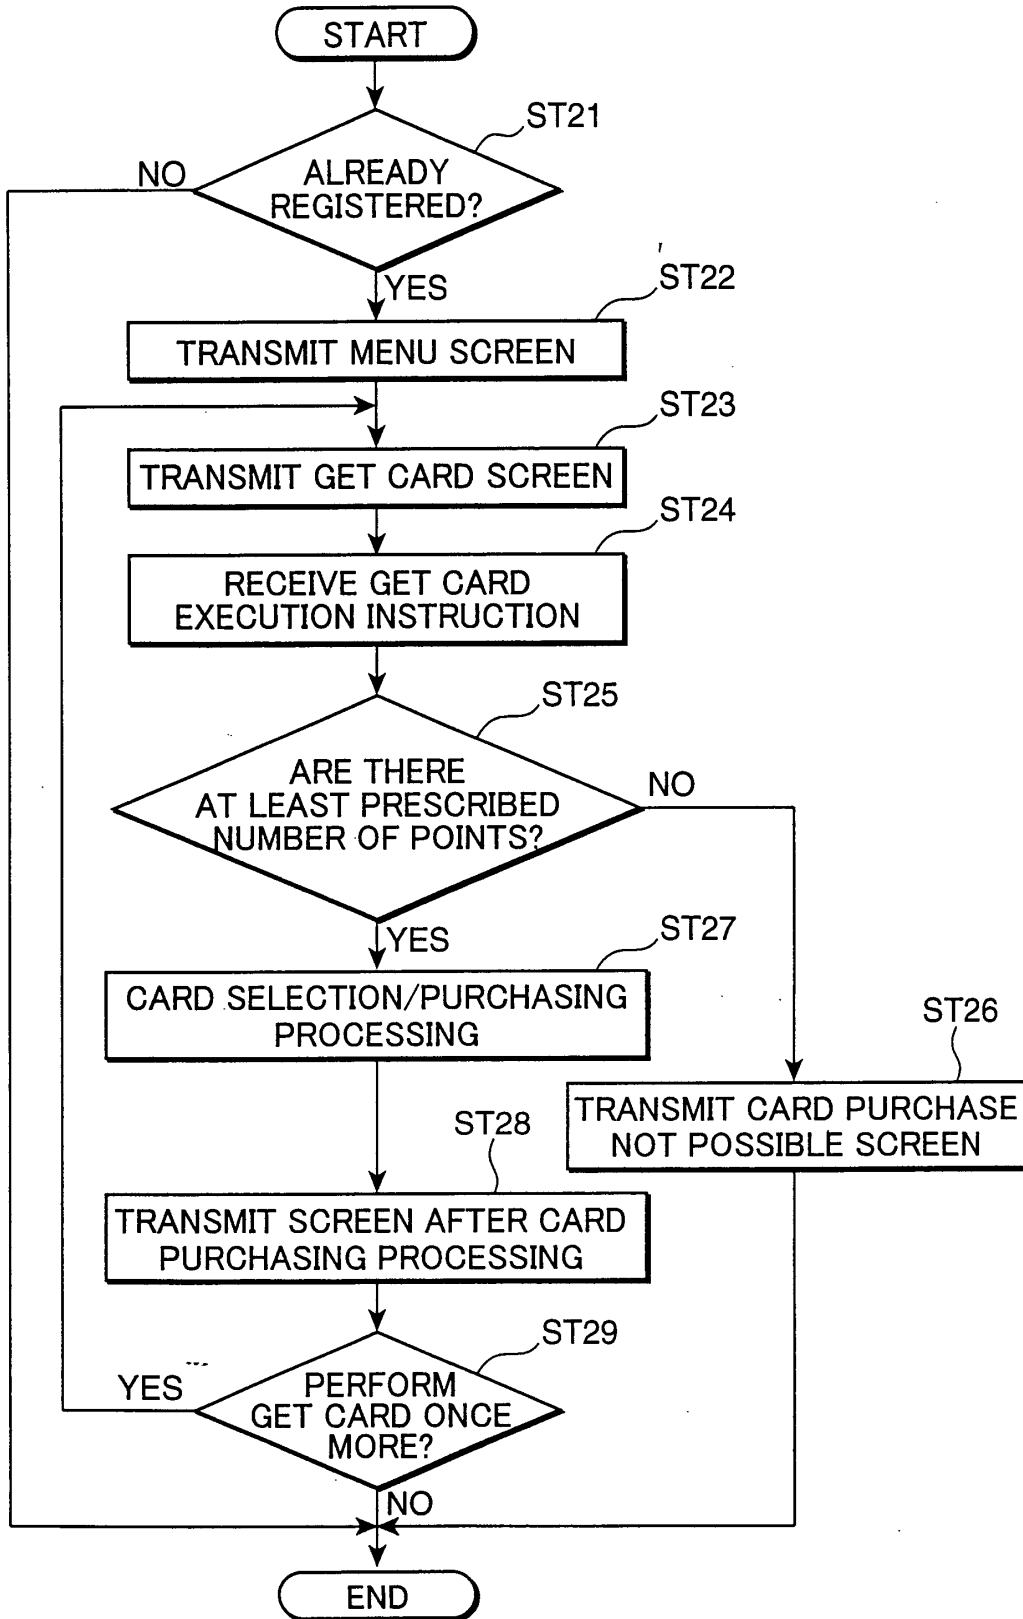 START
ST21
ALREADY
REGISTERED?
NO
YES
ST22
TRANSMIT MENU SCREEN
ST23
TRANSMIT GET CARD SCREEN
ST24
RECEIVE GET CARD
EXECUTION INSTRUCTION
ST25
ARE THERE
AT LEAST PRESCRIBED
NUMBER OF POINTS?
NO
YES
ST27
CARD SELECTION/PURCHASING
PROCESSING
ST26
TRANSMIT CARD PURCHASE
NOT POSSIBLE SCREEN
ST28
TRANSMIT SCREEN AFTER CARD
PURCHASING PROCESSING
ST29
PERFORM
GET CARD ONCE
MORE?
YES
NO
END